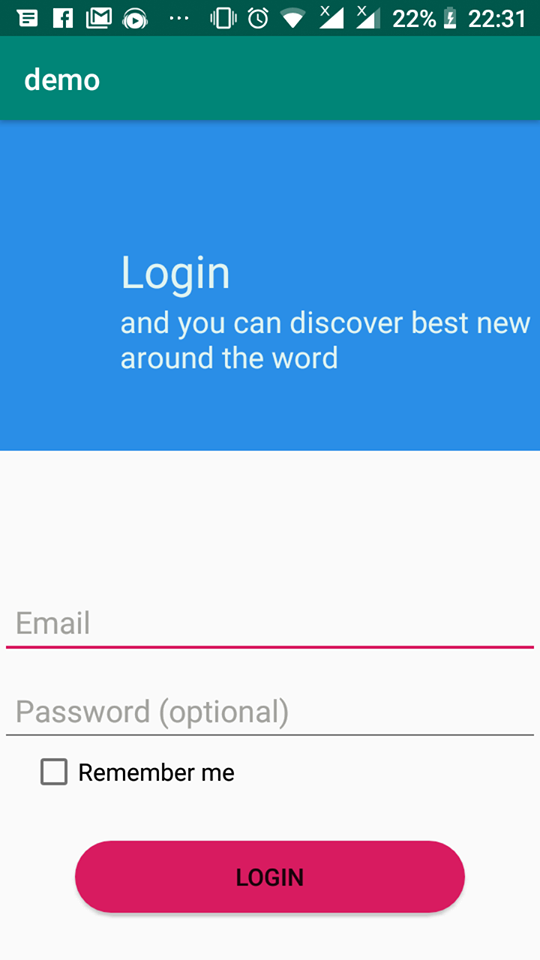 22% 22:31
demo
Login
and you can discover best new
around the word
Email
Password (optional)
Remember me
LOGIN